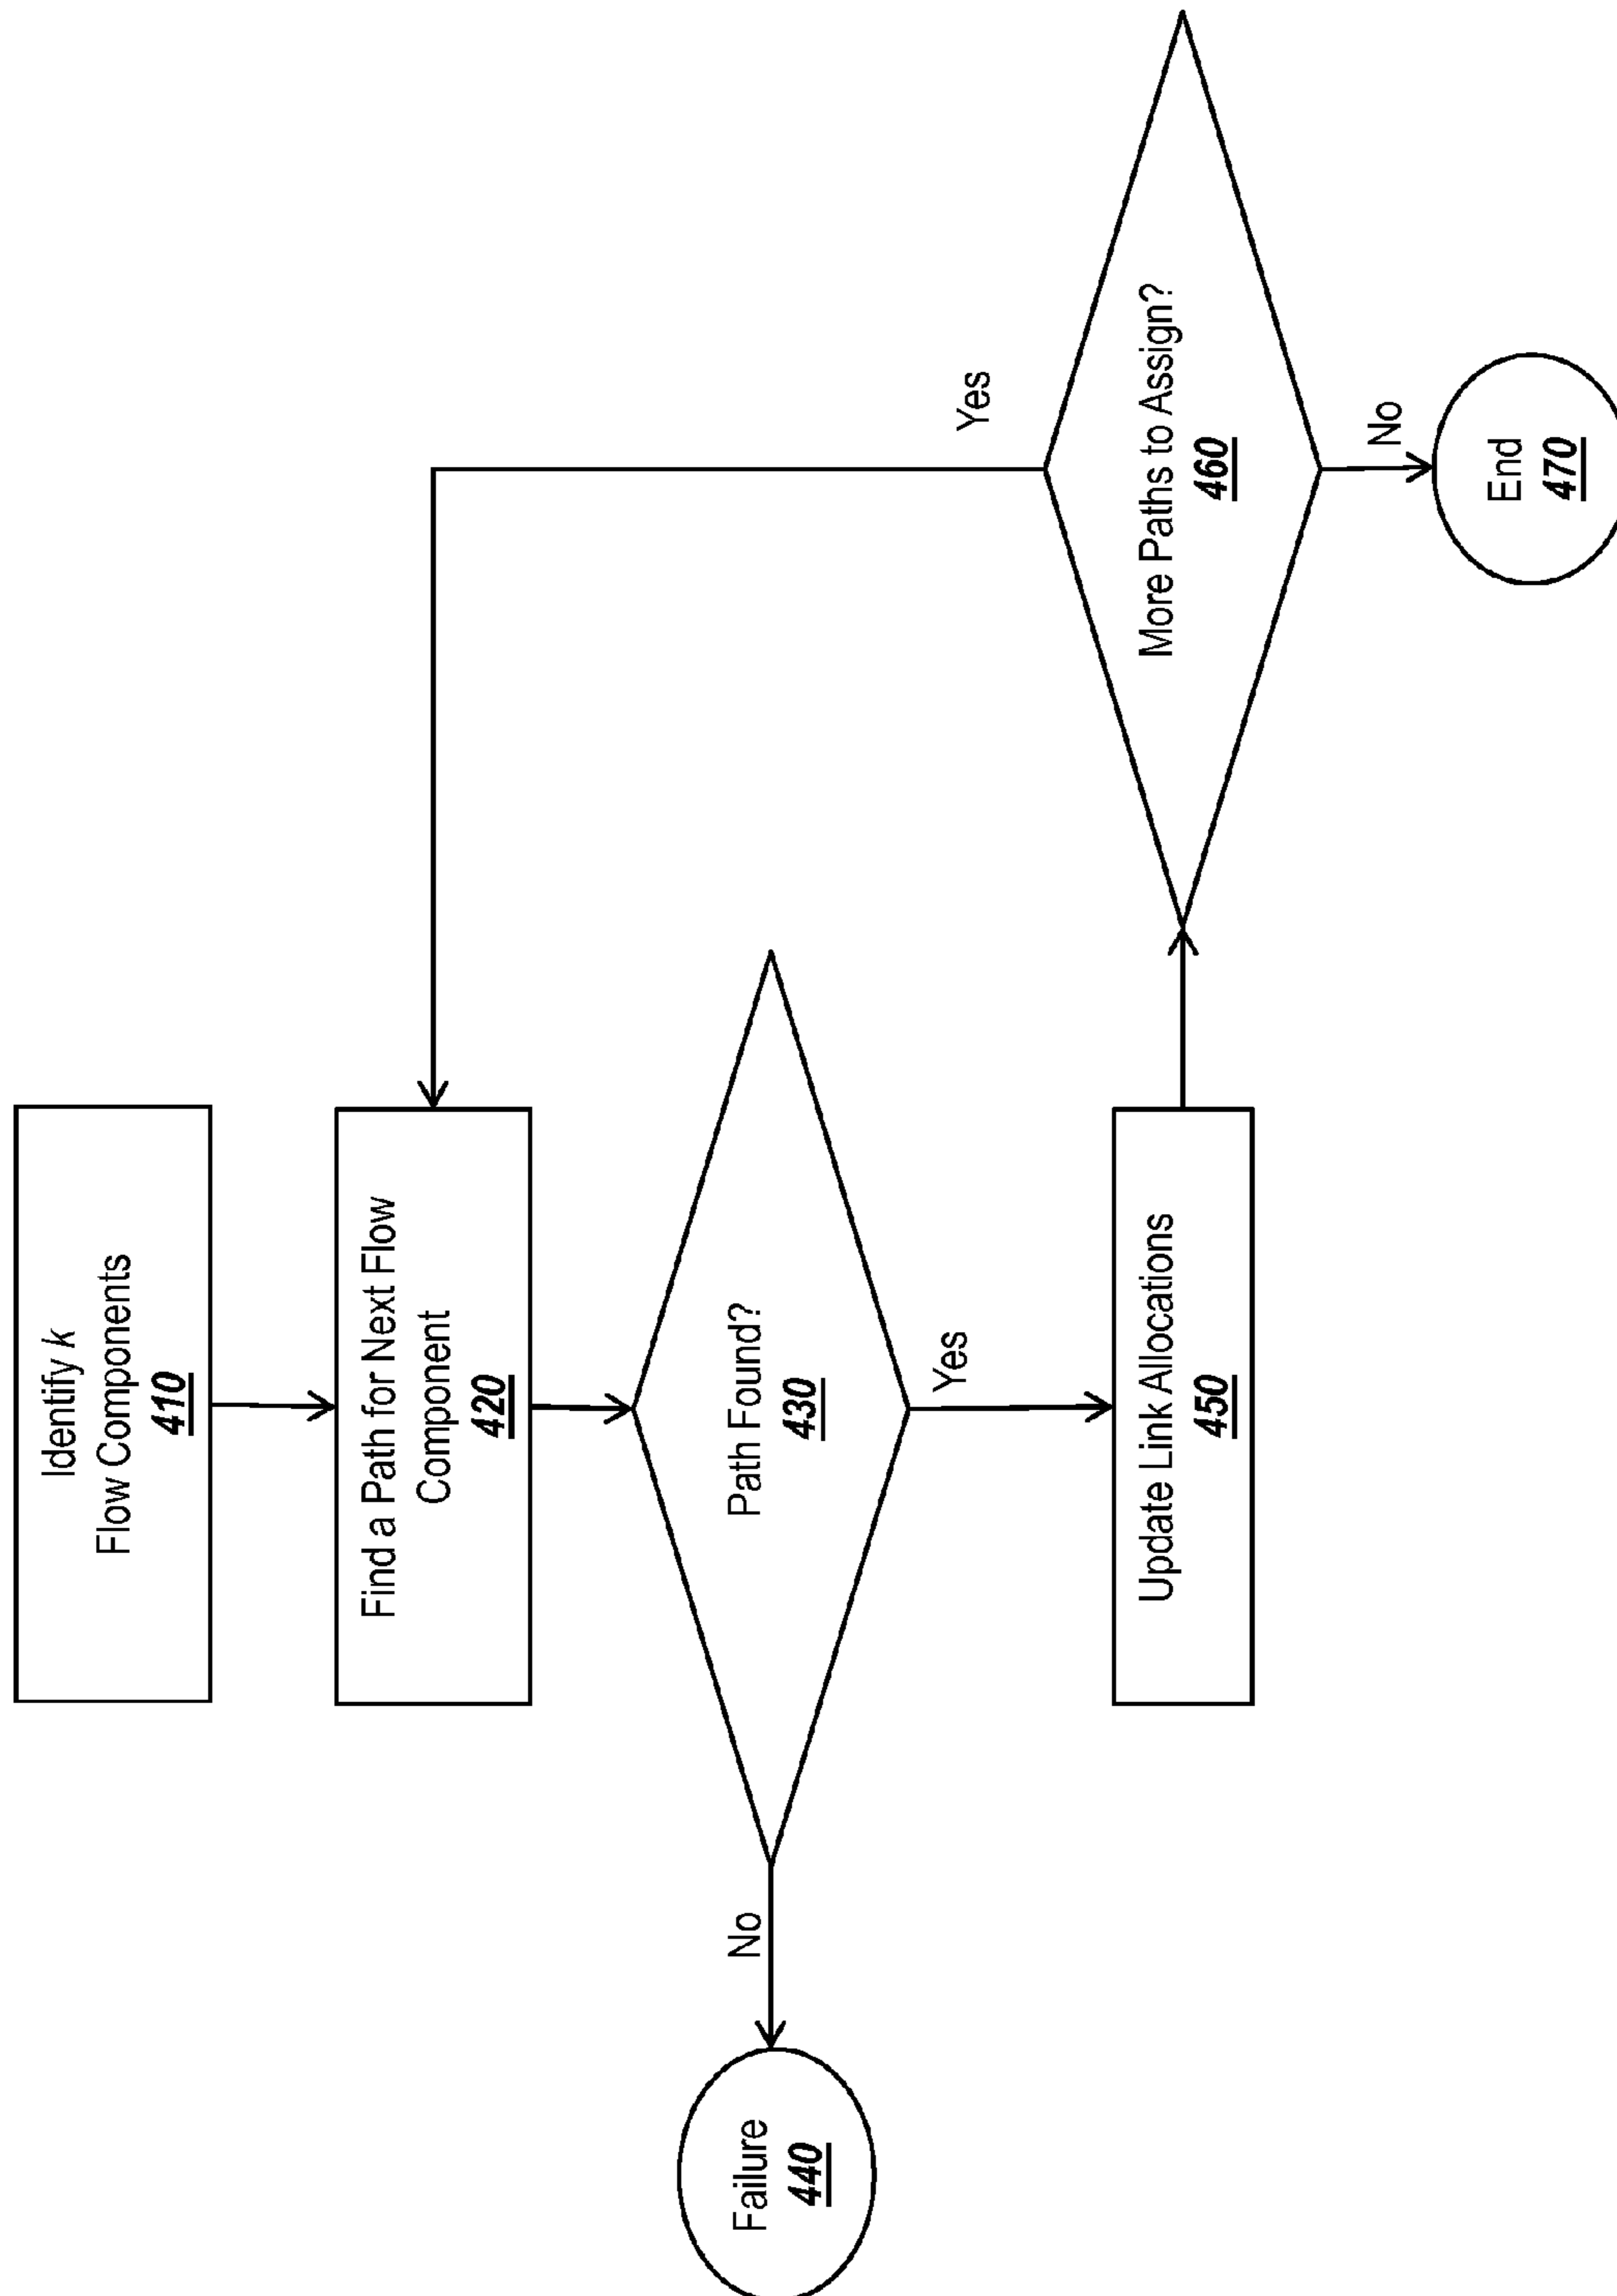 Identify k
Flow Components
410
Find a Path for Next Flow
Component
420
Path Found?
430
No
Failure
440
Yes
Update Link Allocations
450
More Paths to Assign?
460
Yes
No
End
470